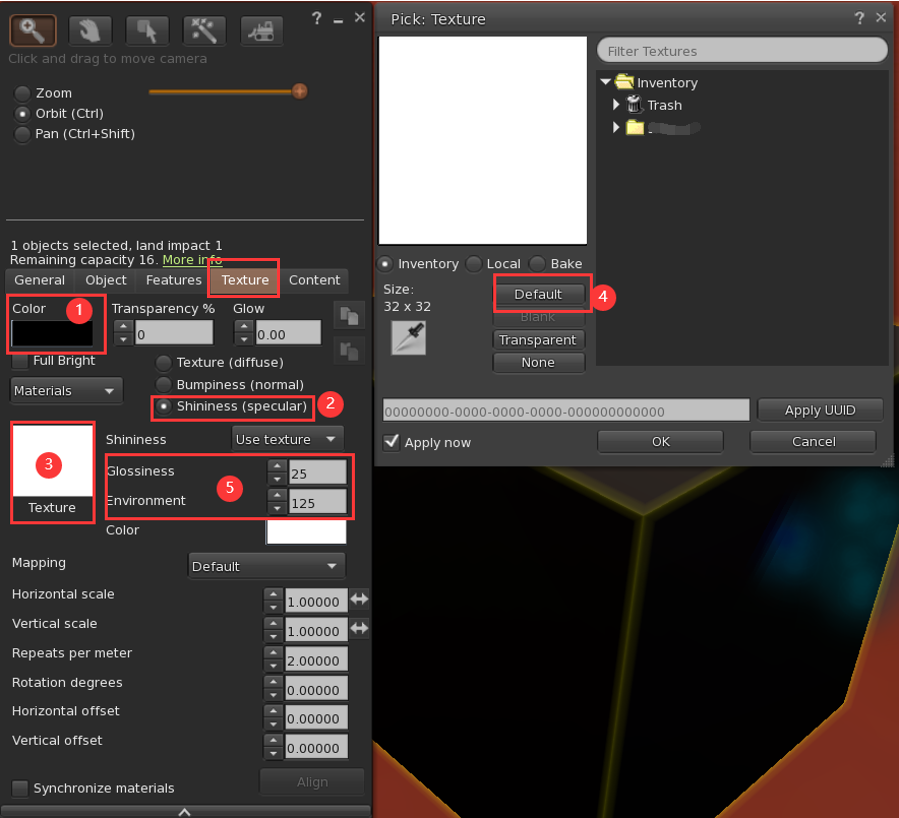 ?
Click and drag to move camera
Zoom
Orbit (Ctrl)
Pan (Ctrl+Shift)
1 objects selected, land impact 1
Remaining capacity 16. More info
General Object Features Texture Content
Color 1 Transparency % Glow
0 0.00
Full Bright
Texture (diffuse)
Bumpiness (normal)
Materials
Shininess (specular) 2
Shininess Use texture
3
Texture
Glossiness 25
5
Environment 125
Color
Mapping Default
Horizontal scale 1.00000
Vertical scale 1.00000
Repeats per meter 2.00000
Rotation degrees 0.00000
Horizontal offset 0.00000
Vertical offset 0.00000
Synchronize materials Align
Pick: Texture ?
Filter Textures
Inventory
Trash
Inventory Local Bake
Size:
32 x 32
Default 4
Blank
Transparent
None
00000000-0000-0000-0000-000000000000 Apply UUID
Apply now OK Cancel